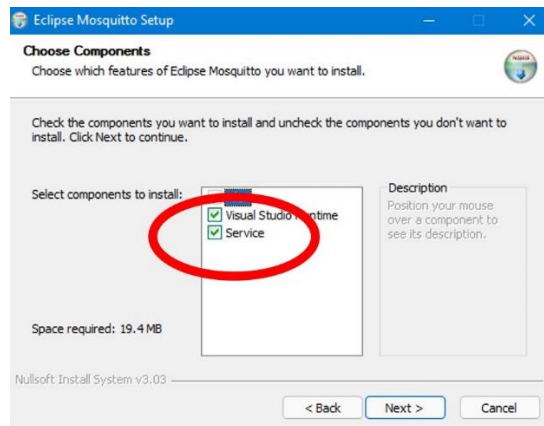 Eclipse Mosquitto Setup
Choose Components
Choose which features of Eclipse Mosquitto you want to install.
Check the components you want to install and uncheck the components you don't want to
install. Click Next to continue.
Select components to install:
Visual Studio Runtime
Service
Description
Position your mouse
over a component to
see its description.
Space required: 19.4 MB
Nullsoft Install System v3.03
< Back
Next >
Cancel